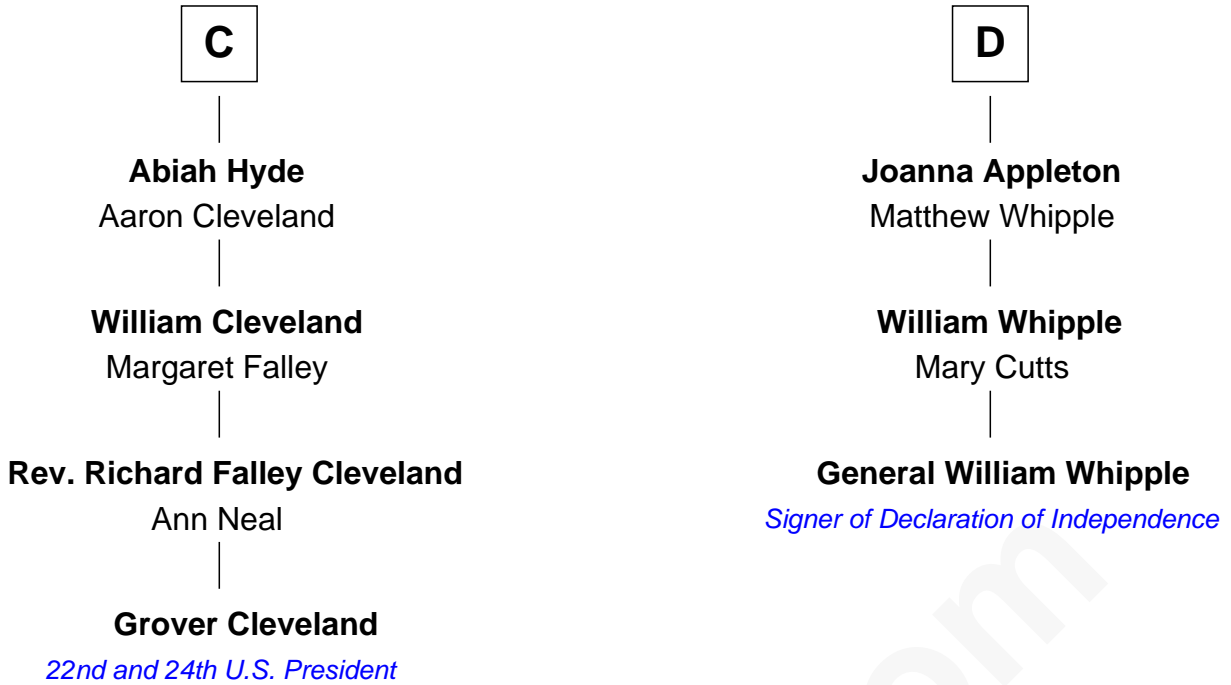 C
Abiah Hyde
Aaron Cleveland
William Cleveland
Margaret Falley
Rev. Richard Falley Cleveland
Ann Neal
Grover Cleveland
22nd and 24th U.S. President
D
Joanna Appleton
Matthew Whipple
William Whipple
Mary Cutts
General William Whipple
Signer of Declaration of Independence
om